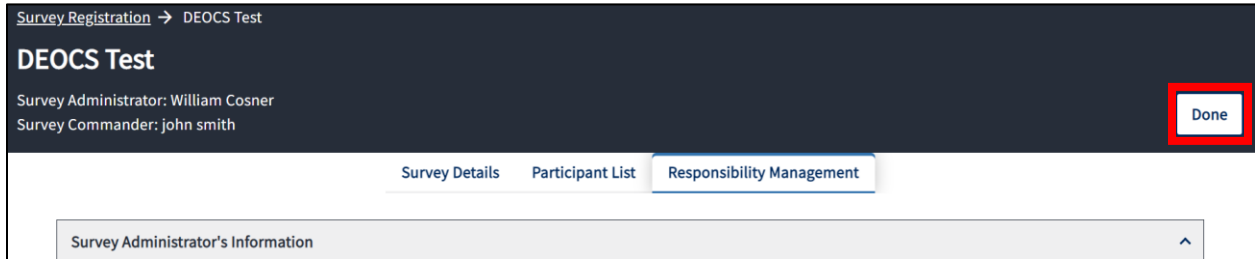 Survey Registration → DEOCS Test
DEOCS Test
Survey Administrator: William Cosner
Survey Commander: john smith
Done
Survey Details Participant List Responsibility Management
Survey Administrator's Information